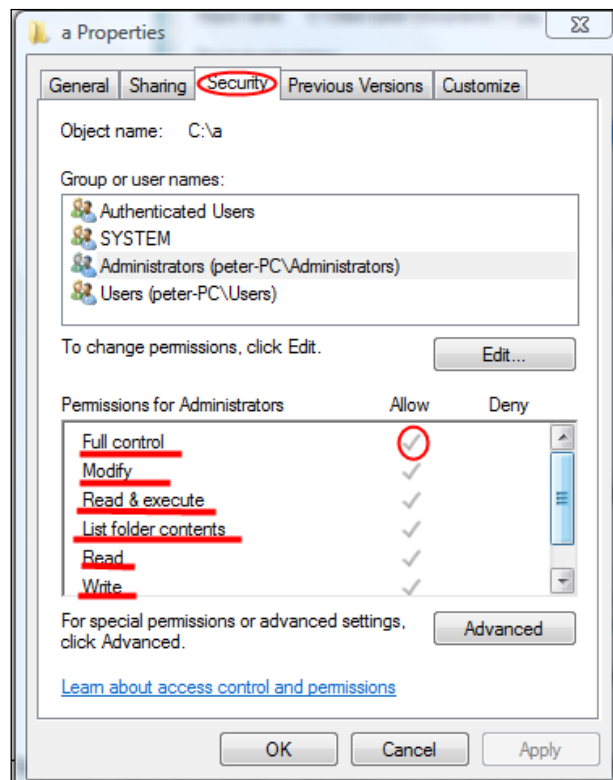 a Properties
General Sharing Security Previous Versions Customize
Object name: C:\a
Group or user names:
Authenticated Users
SYSTEM
Administrators (peter-PC\Administrators)
Users (peter-PC\Users)
To change permissions, click Edit.
Edit...
Permissions for Administrators Allow Deny
Full control
Modify
Read & execute
List folder contents
Read
Write
For special permissions or advanced settings,
click Advanced.
Advanced
Learn about access control and permissions
OK Cancel Apply